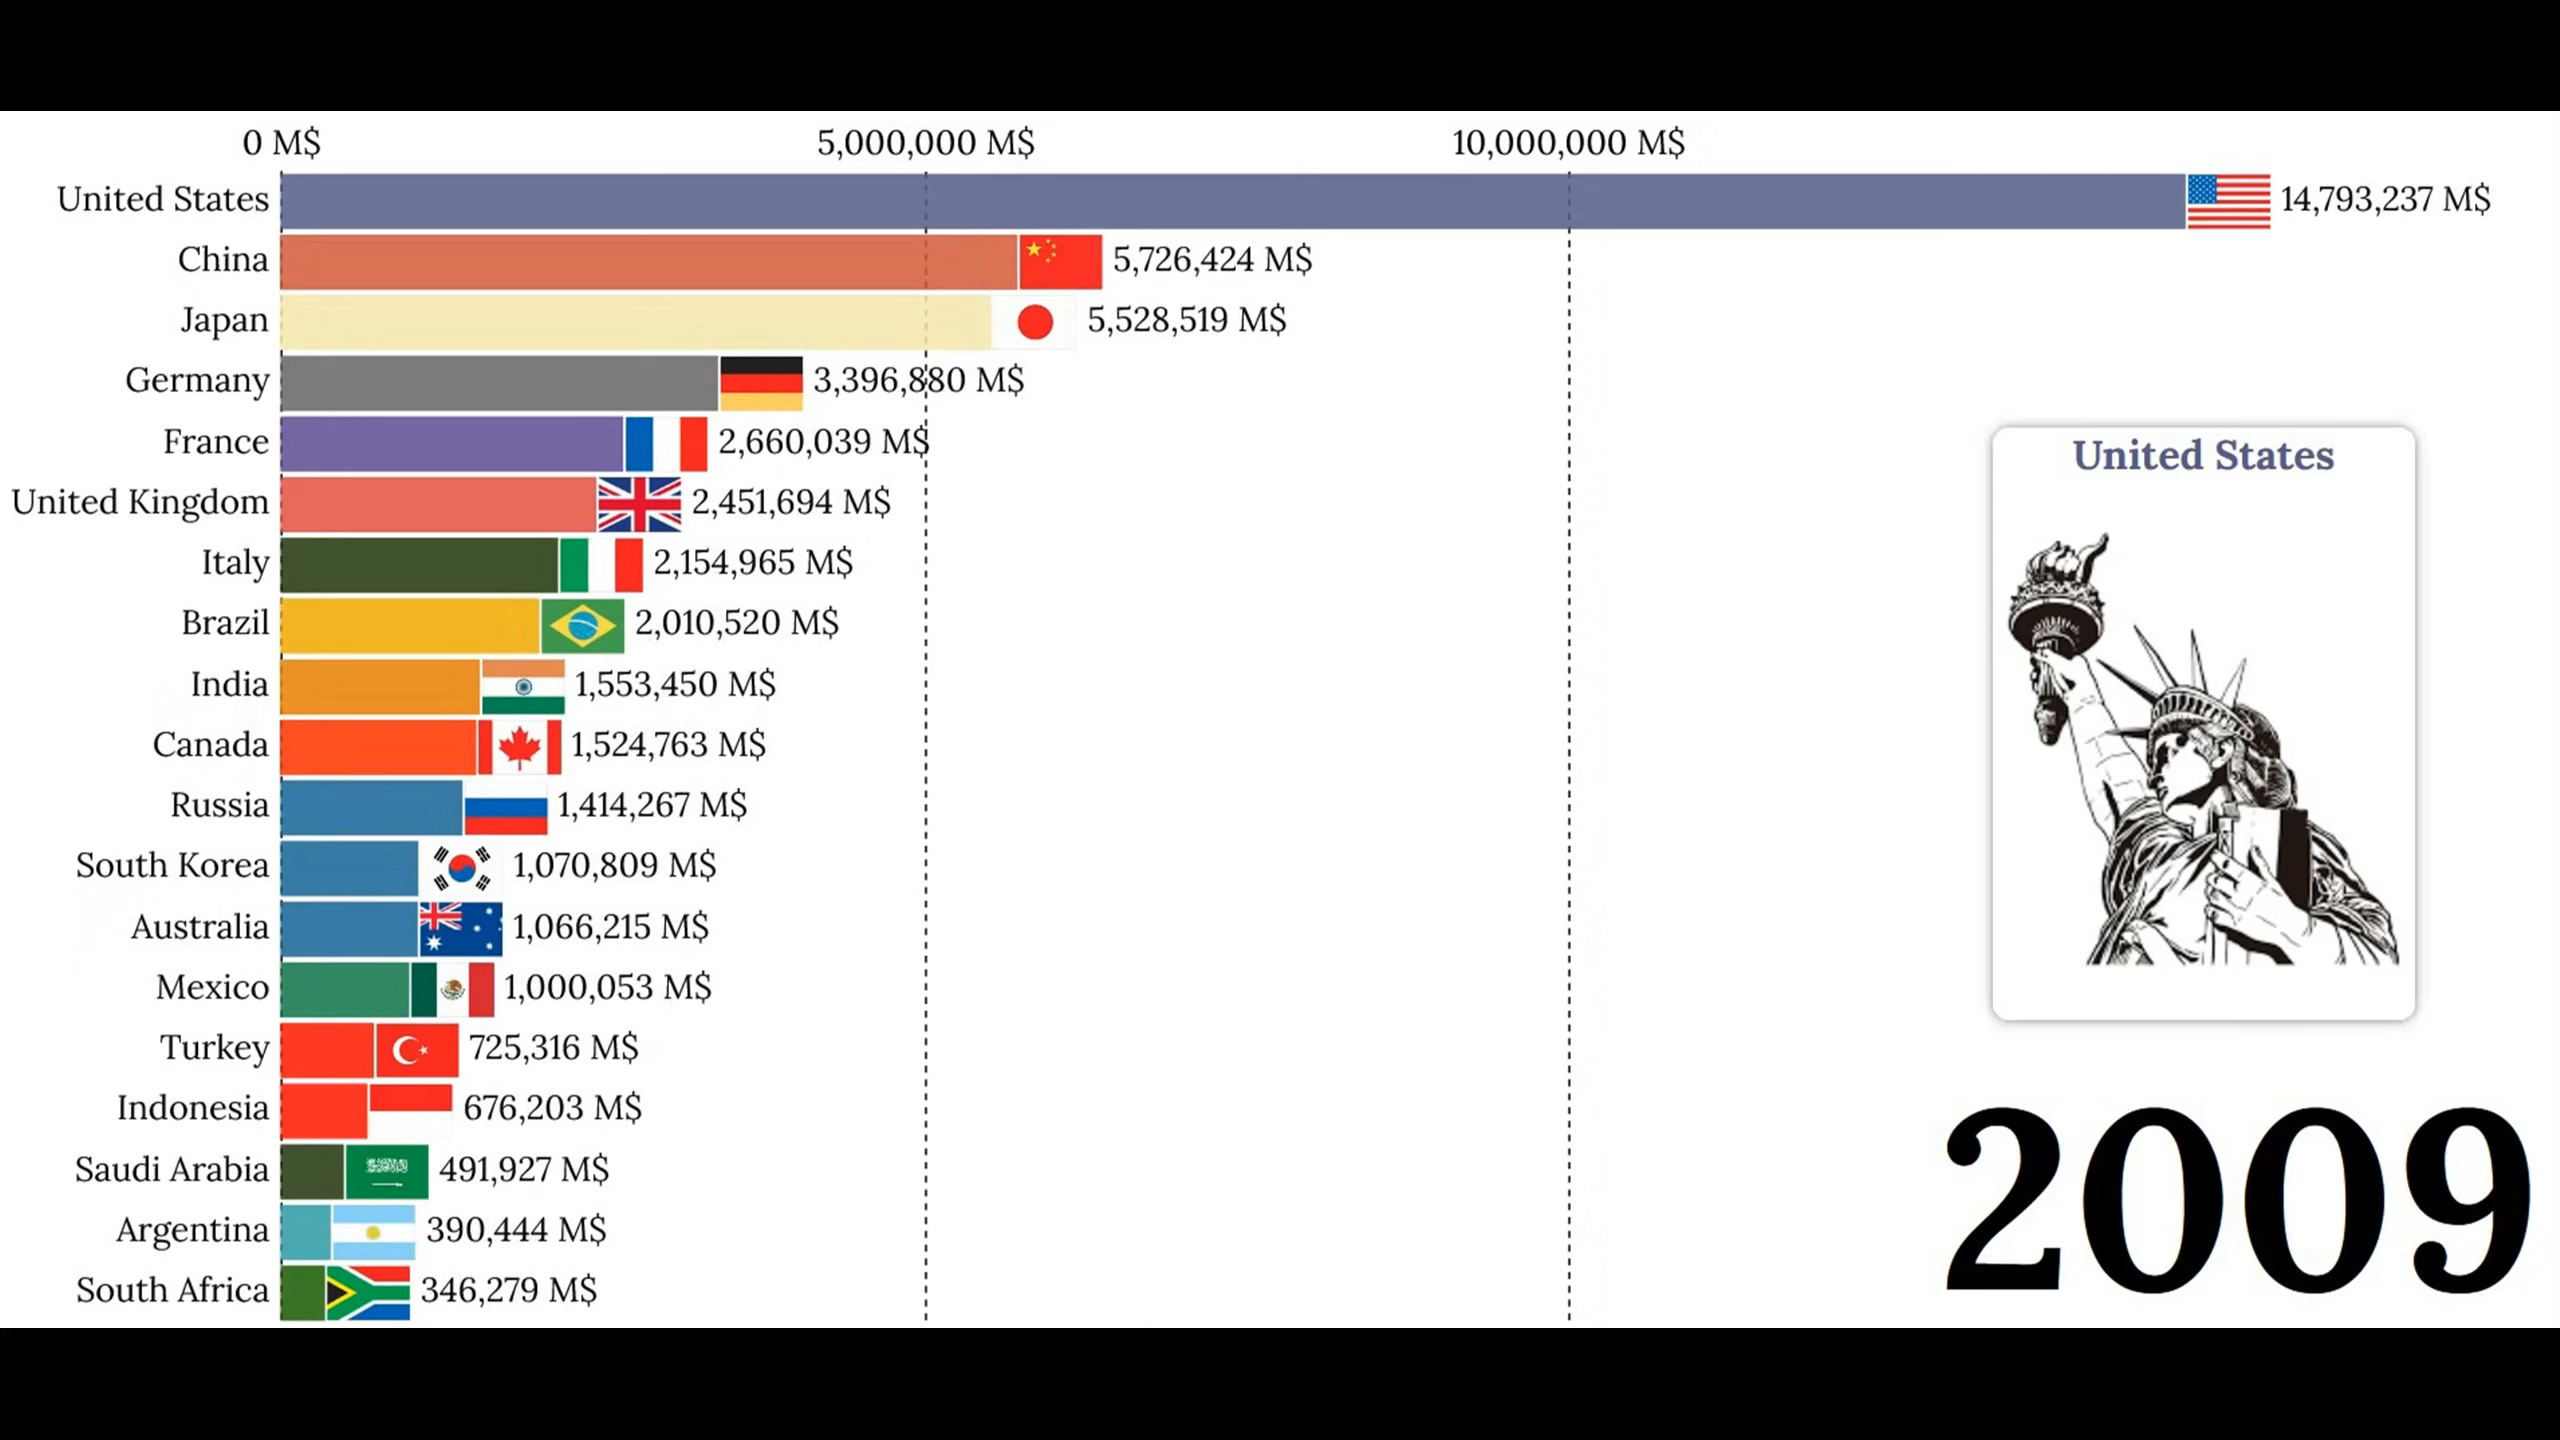 0 M$ 5,000,000 M$ 10,000,000 M$
United States 14,793,237 M$
China 5,726,424 M$
Japan 5,528,519 M$
Germany 3,396,880 M$
France 2,660,039 M$
United Kingdom 2,451,694 M$
Italy 2,154,965 M$
Brazil 2,010,520 M$
India 1,553,450 M$
Canada 1,524,763 M$
Russia 1,414,267 M$
South Korea 1,070,809 M$
Australia 1,066,215 M$
Mexico 1,000,053 M$
Turkey 725,316 M$
Indonesia 676,203 M$
Saudi Arabia 491,927 M$
Argentina 390,444 M$
South Africa 346,279 M$
United States
2009